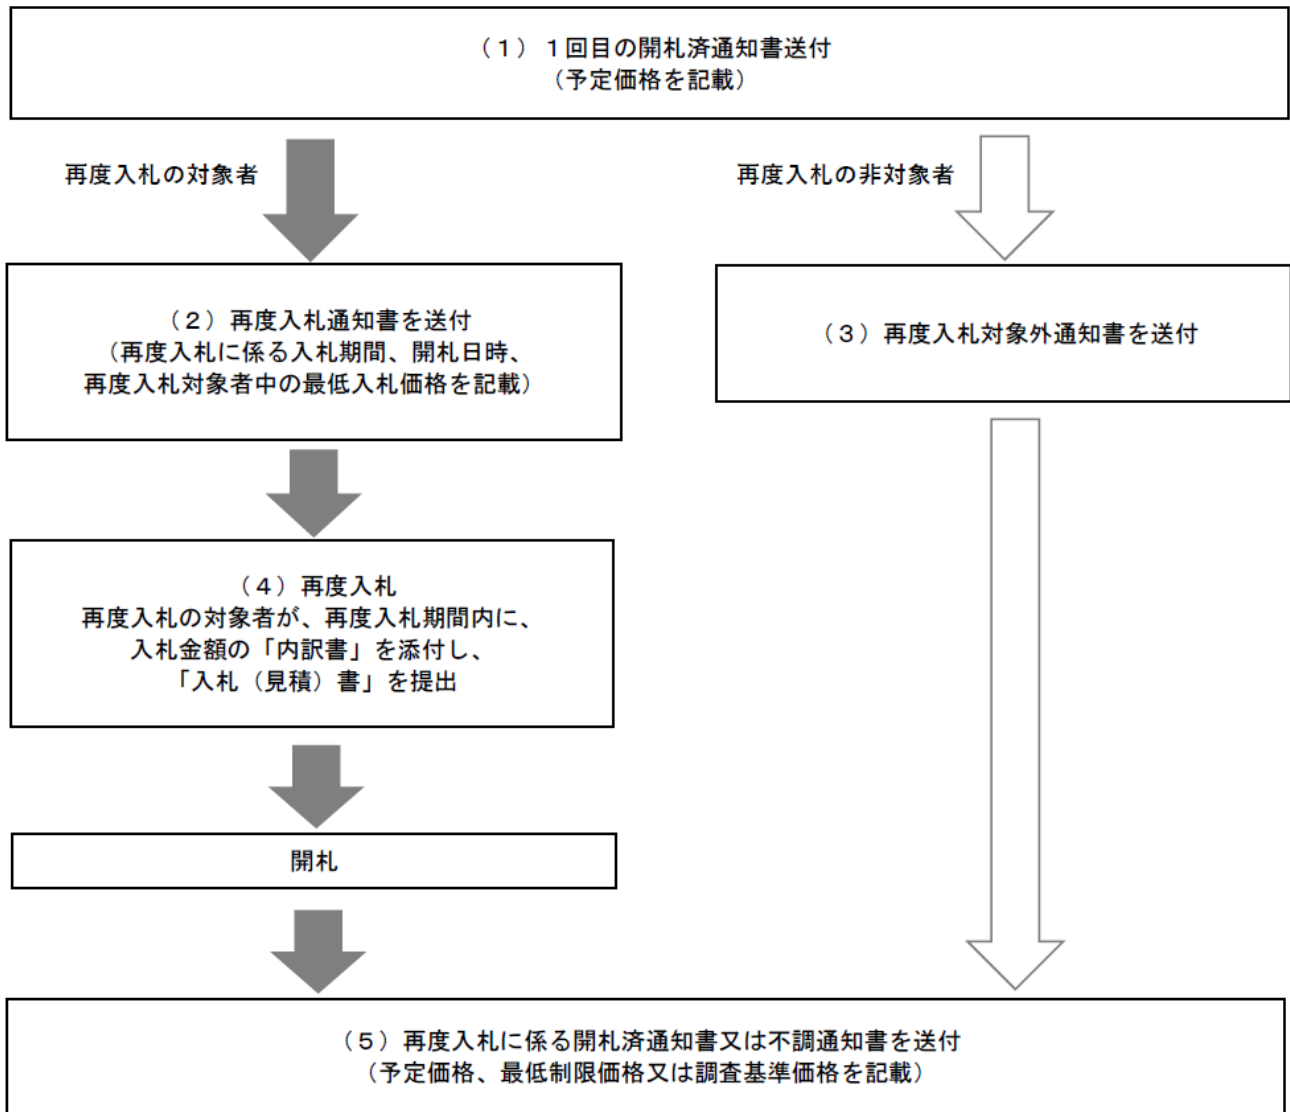 （１）１回目の開札済通知書送付
（予定価格を記載）
再度入札の対象者
再度入札の非対象者
（２）再度入札通知書を送付
（再度入札に係る入札期間、開札日時、
再度入札対象者中の最低入札価格を記載）
（３）再度入札対象外通知書を送付
（４）再度入札
再度入札の対象者が、再度入札期間内に、
入札金額の「内訳書」を添付し、
「入札（見積）書」を提出
開札
（５）再度入札に係る開札済通知書又は不調通知書を送付
（予定価格、最低制限価格又は調査基準価格を記載）